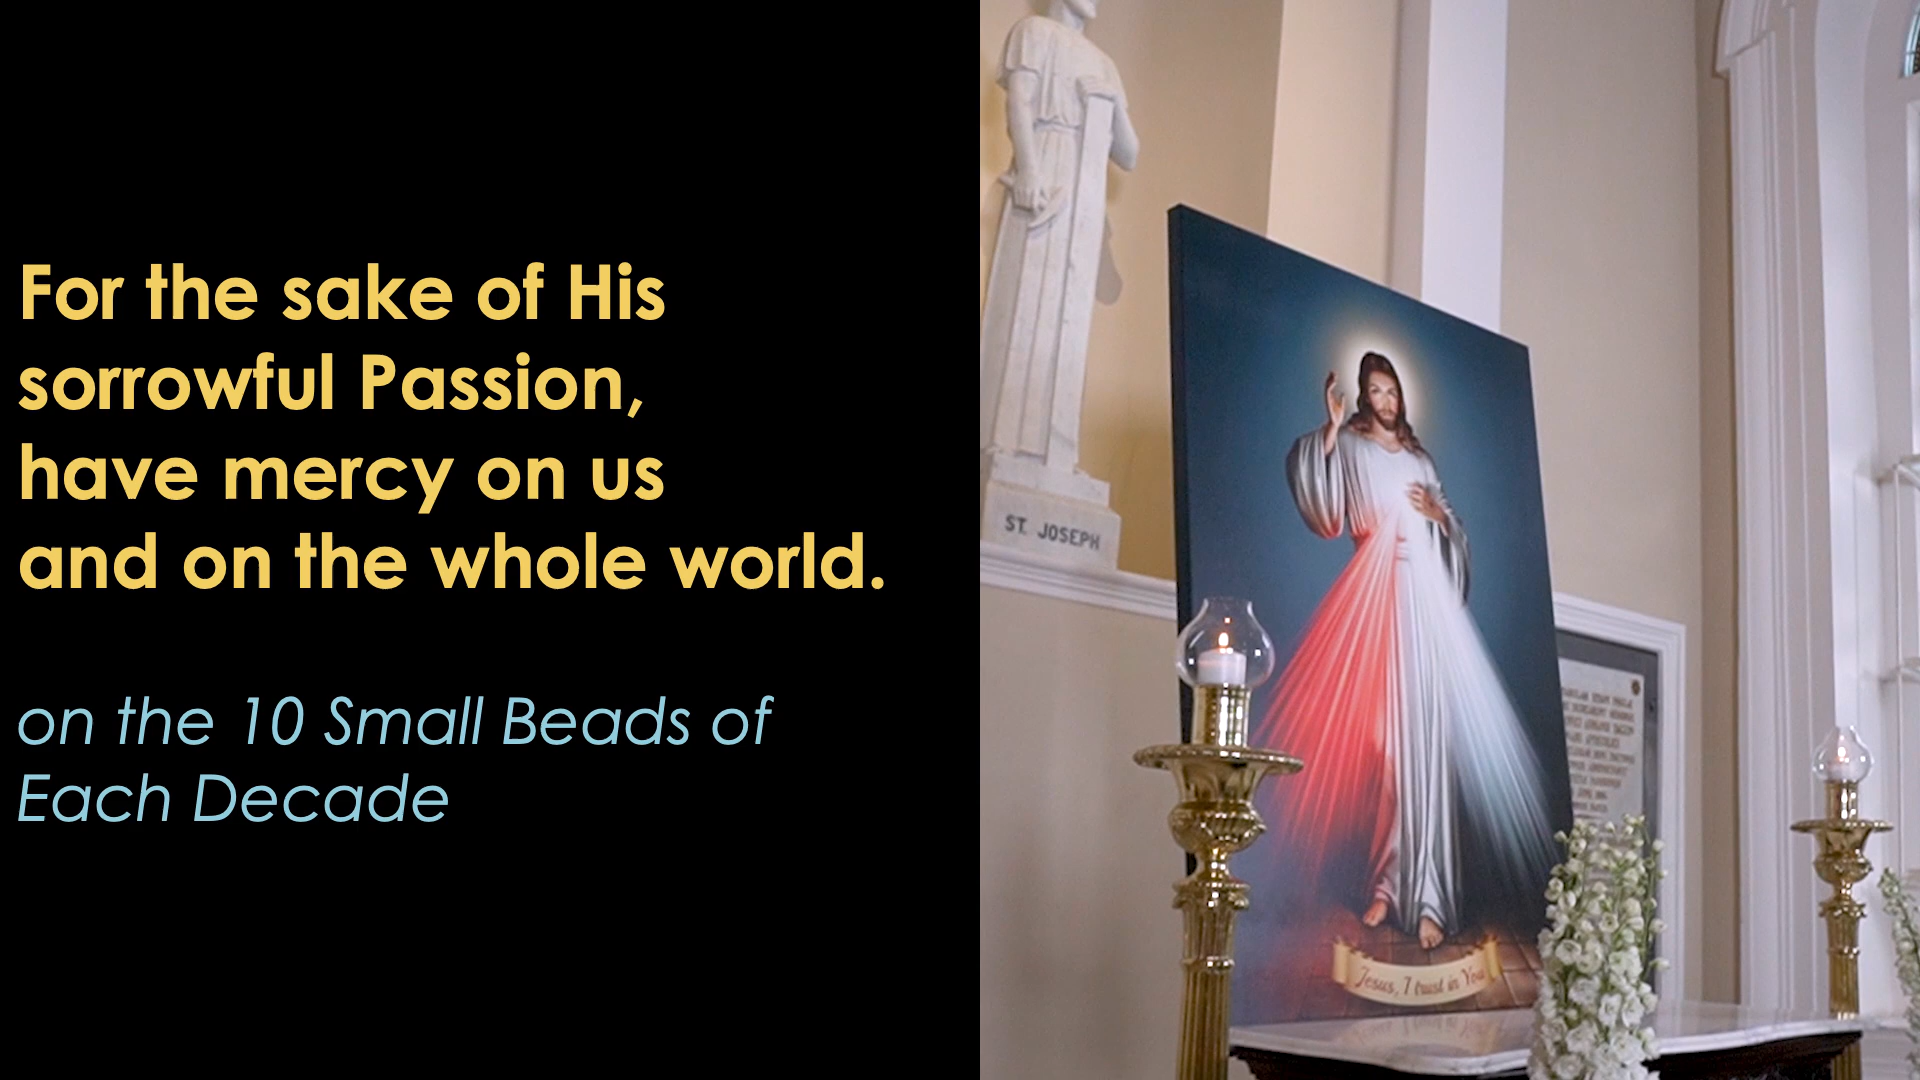 For the sake of His
sorrowful Passion,
have mercy on us
and on the whole world.
on the 10 Small Beads of
Each Decade
ST. JOSEPH
Jesus, I trust in You